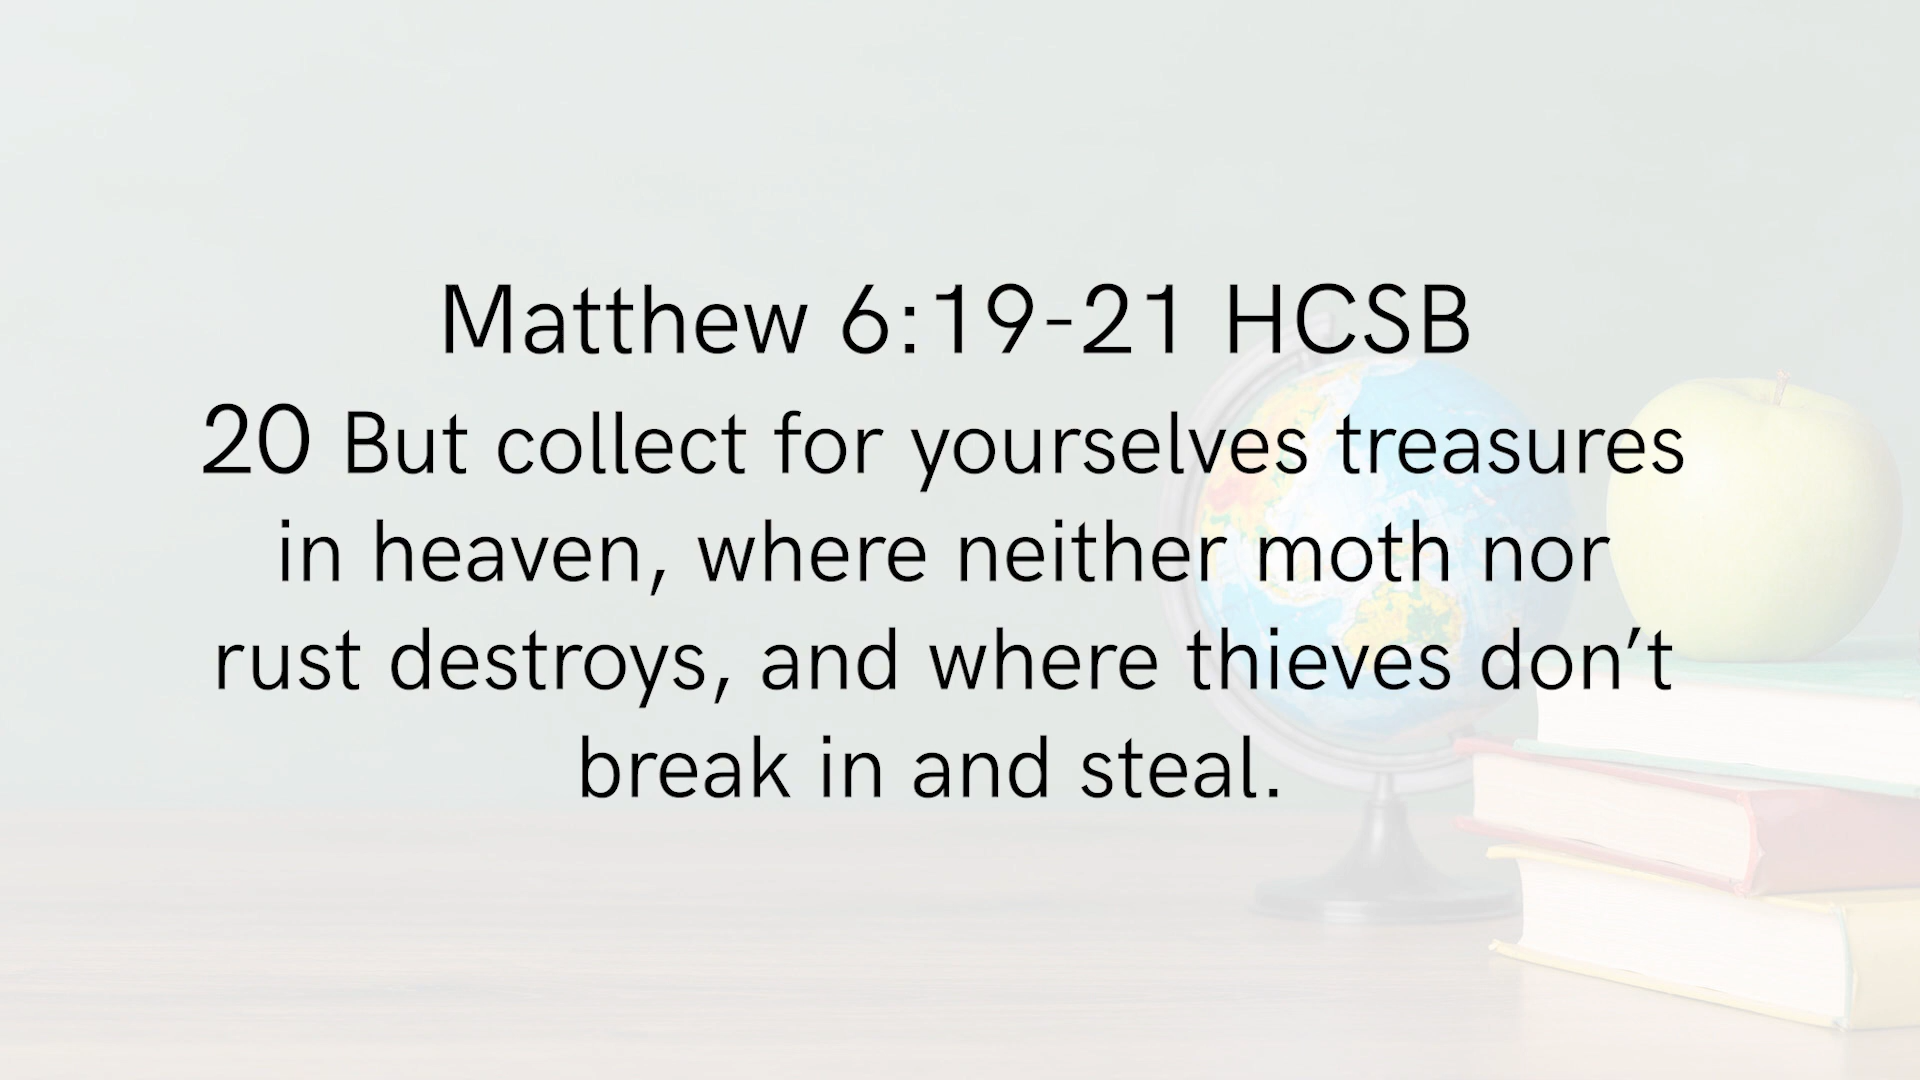 Matthew 6:19-21 HCSB
20 But collect for yourselves treasures
in heaven, where neither moth nor
rust destroys, and where thieves don’t
break in and steal.